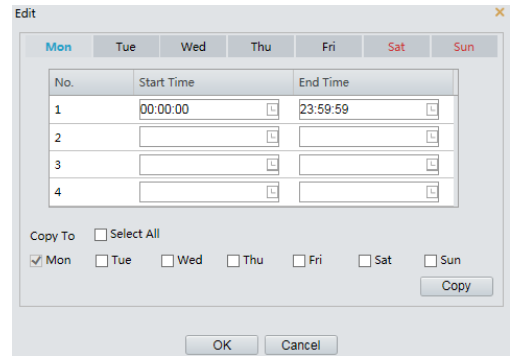 Edit
Mon Tue Wed Thu Fri Sat Sun
No. Start Time End Time
1 00:00:00 23:59:59
2
3
4
Copy To Select All
Mon Tue Wed Thu Fri Sat Sun
Copy
OK Cancel